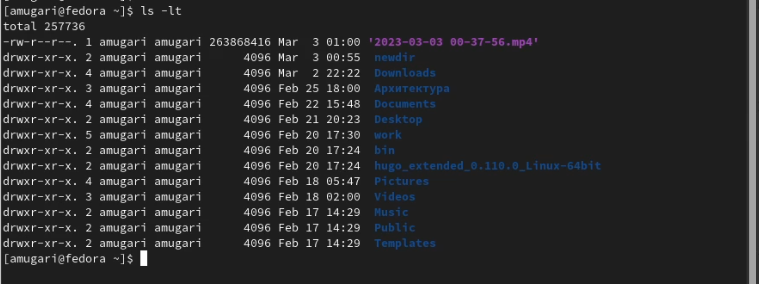 [amugari@fedora ~]$ ls -lt
total 257736
-rw-r--r--. 1 amugari amugari 263868416 Mar  3 01:00 '2023-03-03 00-37-56.mp4'
drwxr-xr-x. 2 amugari amugari      4096 Mar  3 00:55  newdir
drwxr-xr-x. 4 amugari amugari      4096 Mar  2 22:22  Downloads
drwxr-xr-x. 3 amugari amugari      4096 Feb 25 18:00  Архитектура
drwxr-xr-x. 4 amugari amugari      4096 Feb 22 15:48  Documents
drwxr-xr-x. 2 amugari amugari      4096 Feb 21 20:23  Desktop
drwxr-xr-x. 5 amugari amugari      4096 Feb 20 17:30  work
drwxr-xr-x. 2 amugari amugari      4096 Feb 20 17:24  bin
drwxr-xr-x. 2 amugari amugari      4096 Feb 20 17:24  hugo_extended_0.110.0_Linux-64bit
drwxr-xr-x. 4 amugari amugari      4096 Feb 18 05:47  Pictures
drwxr-xr-x. 3 amugari amugari      4096 Feb 18 02:00  Videos
drwxr-xr-x. 2 amugari amugari      4096 Feb 17 14:29  Music
drwxr-xr-x. 2 amugari amugari      4096 Feb 17 14:29  Public
drwxr-xr-x. 2 amugari amugari      4096 Feb 17 14:29  Templates
[amugari@fedora ~]$